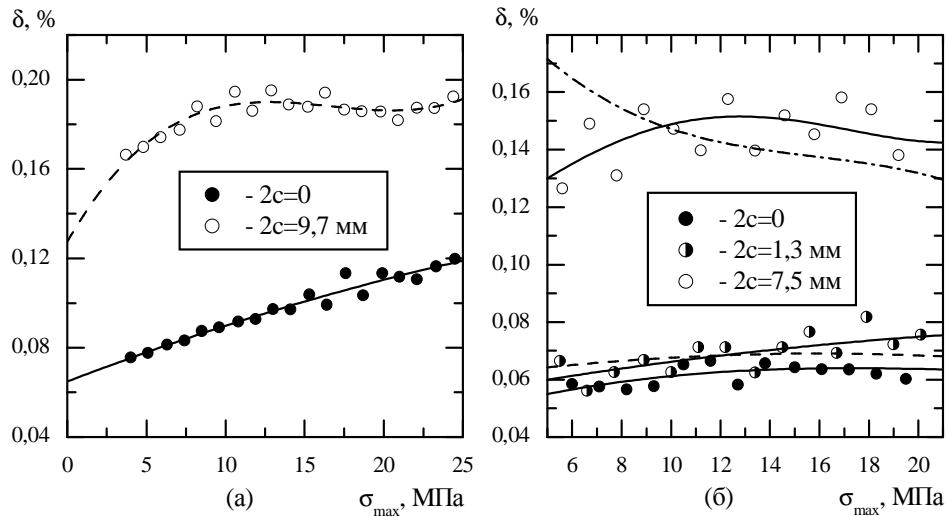 δ, %
0,20
0,16
0,12
0,08
0,04
- 2c=0
- 2c=9,7 мм
0 5 10 15 20 25
(а) σmax, МПа
δ, %
0,16
0,14
0,12
0,10
0,08
0,06
0,04
- 2c=0
- 2c=1,3 мм
- 2c=7,5 мм
6 8 10 12 14 16 18 20
(б) σmax, МПа